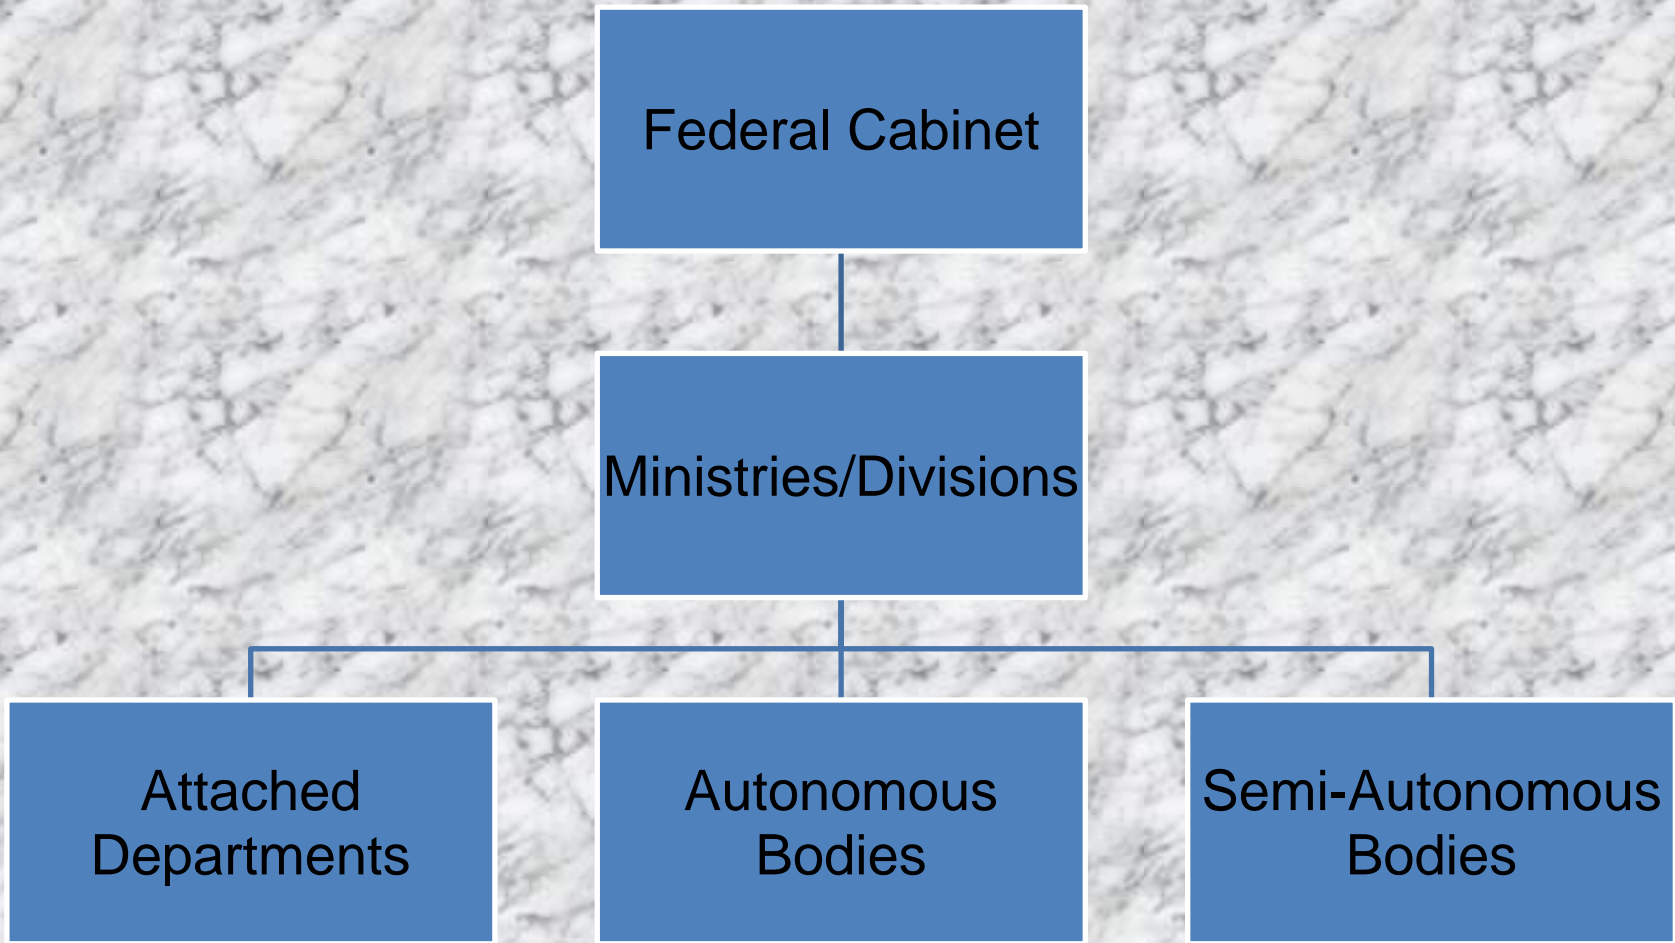 Federal Cabinet
Ministries/Divisions
Attached
Departments
Autonomous
Bodies
Semi-Autonomous
Bodies